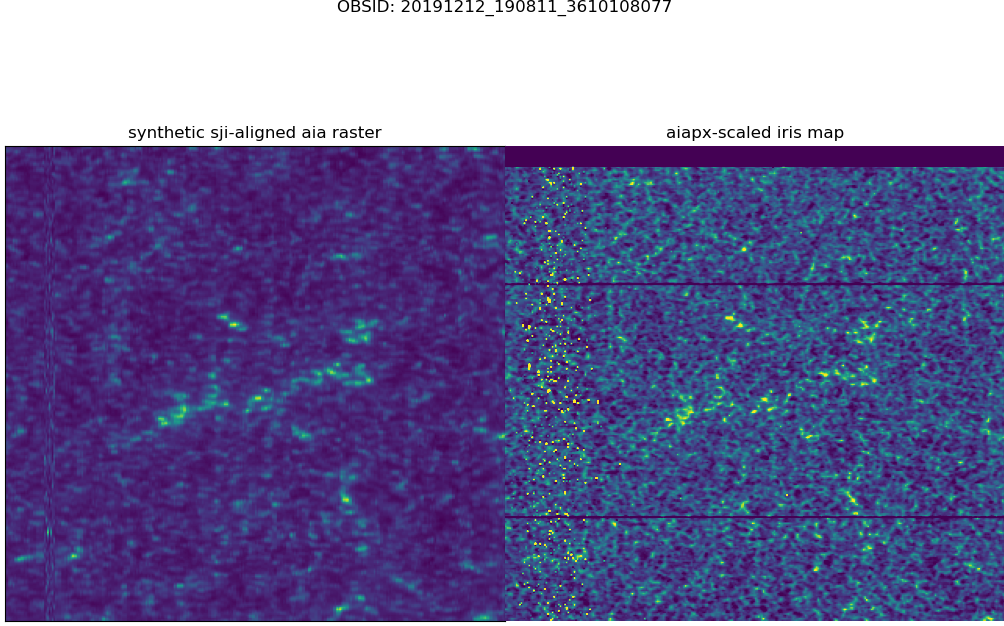 OBSID: 20191212_190811_3610108077
synthetic sji-aligned aia raster
aiapx-scaled iris map